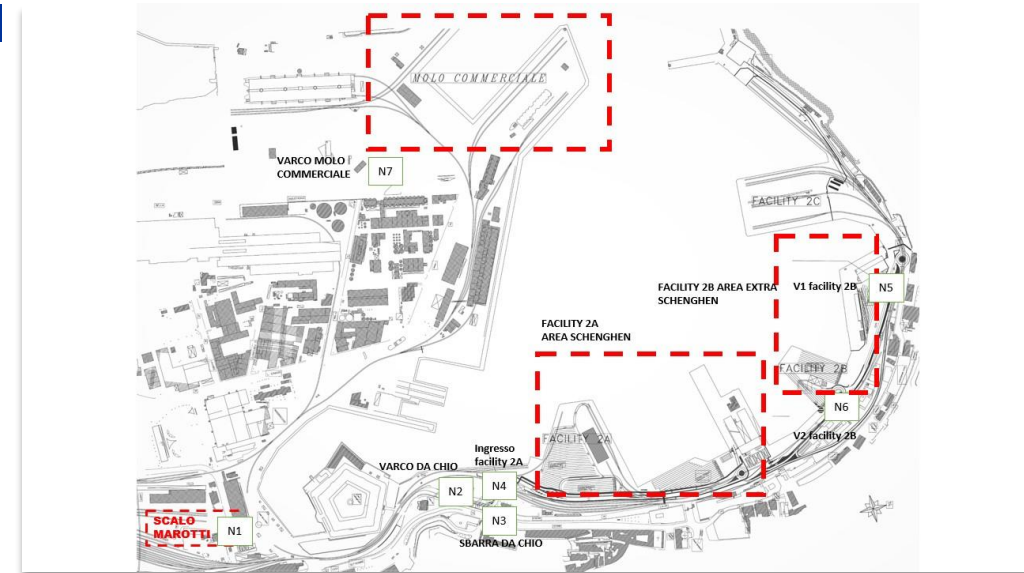 MOLO COMMERCIALE
VARCO MOLO
COMMERCIALE
N7
FACILITY 2C
FACILITY 2B AREA EXTRA
SCHENGHEN
V1 facility 2B
N5
FACILITY 2A
AREA SCHENGHEN
FACILITY 2B
N6
V2 facility 2B
FACILITY 2A
Ingresso
facility 2A
VARCO DA CHIO
N2
N4
N3
SBARRA DA CHIO
SCALO
MAROTTI
N1